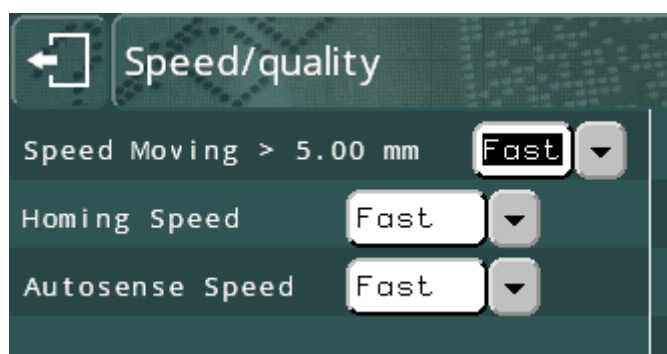 Speed/quality
Speed Moving > 5.00 mm Fast
Homing Speed Fast
Autosense Speed Fast